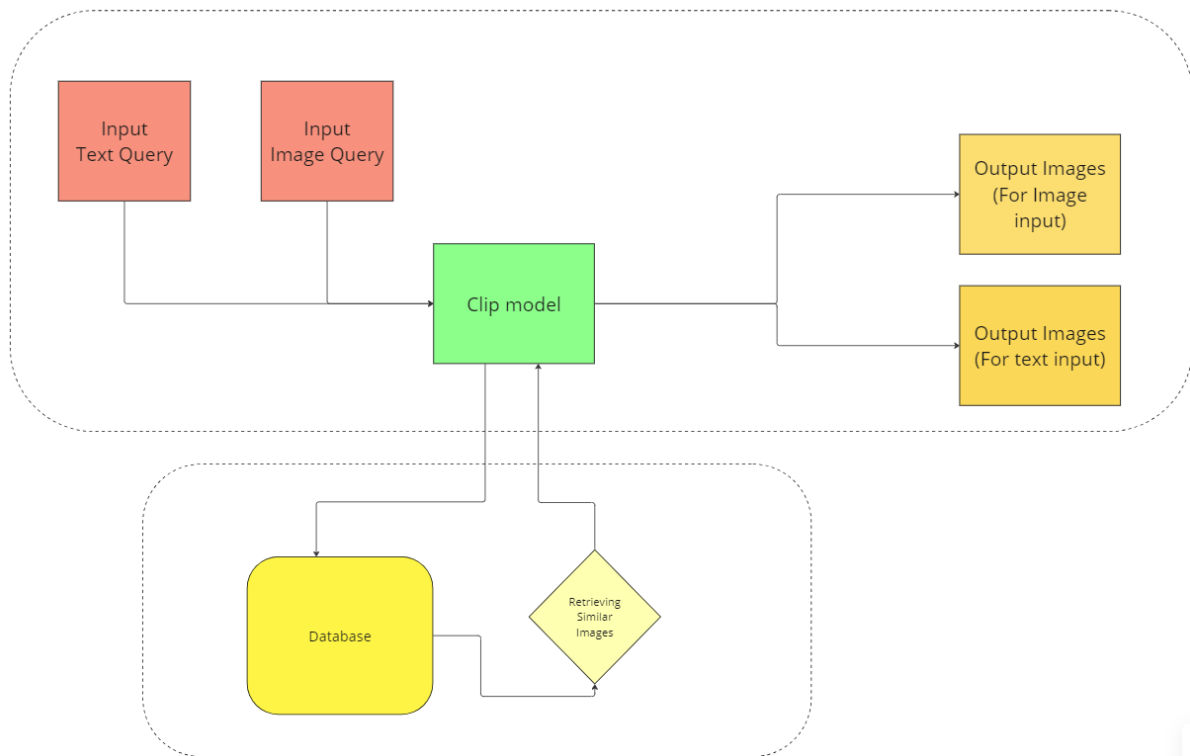 Input
Text Query
Input
Image Query
Output Images
(For Image
input)
Clip model
Output Images
(For text input)
Retrieving
Similar
Images
Database